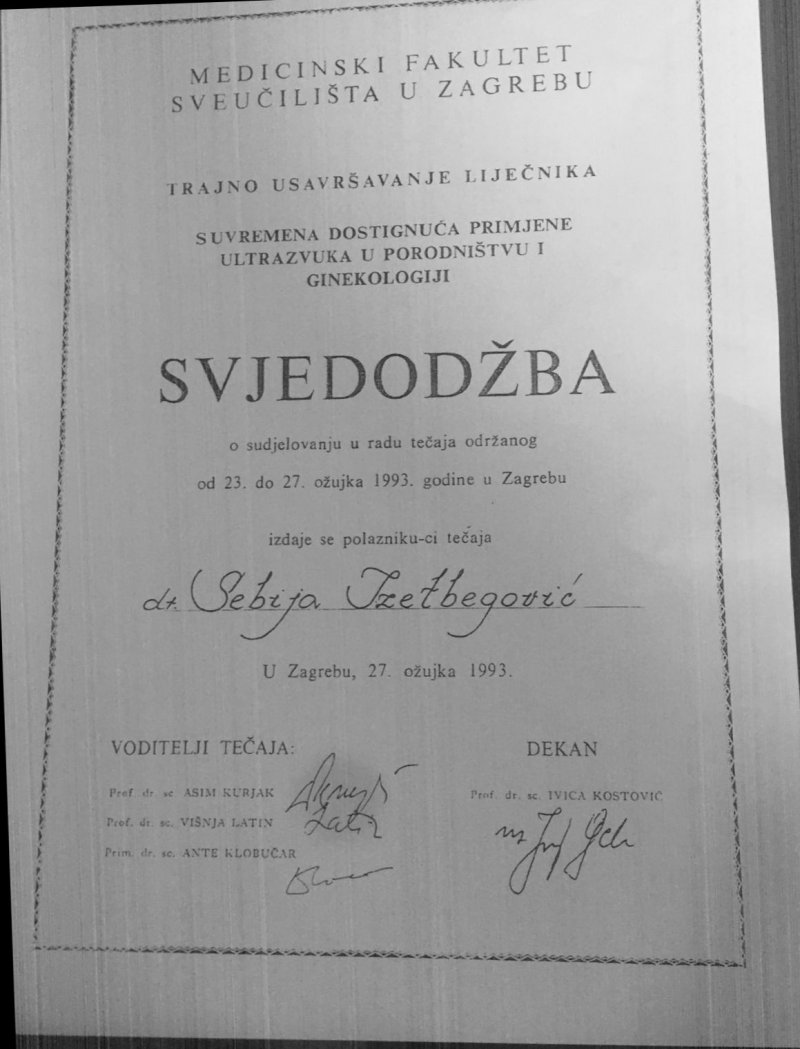 MEDICINSKI FAKULTET
SVEUČILIŠTA U ZAGREBU
TRAJNO USAVRŠAVANJE LIJEČNIKA
SUVREMENA DOSTIGNUĆA PRIMJENE
ULTRAZVUKA U PORODNIŠTVU I
GINEKOLOGIJI
SVJEDODŽBA
o sudjelovanju u radu tečaja održanog
od 23. do 27. ožujka 1993. godine u Zagrebu
izdaje se polazniku-ci tečaja
dr. Sebija Izetbegović
U Zagrebu, 27. ožujka 1993.
VODITELJI TEČAJA:
Prof. dr. sc. ASIM KURJAK
Prof. dr. sc. VIŠNJA LATIN
Latin
Prim. dr. sc. ANTE KLOBUČAR
DEKAN
Prof. dr. sc. IVICA KOSTOVIĆ